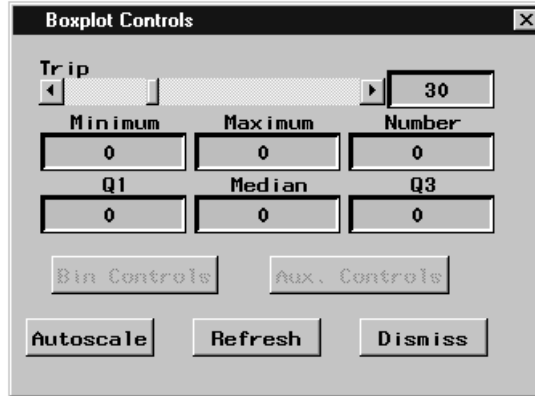 Boxplot Controls
Trip
30
Minimum Maximum Number
0 0 0
Q1 Median Q3
0 0 0
Bin Controls Aux. Controls
Autoscale Refresh Dismiss